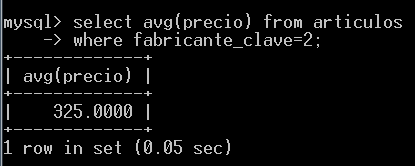 mysql> select avg(precio) from articulos
    -> where fabricante_clave=2;
+-------------+
| avg(precio) |
+-------------+
|    325.0000 |
+-------------+
1 row in set (0.05 sec)